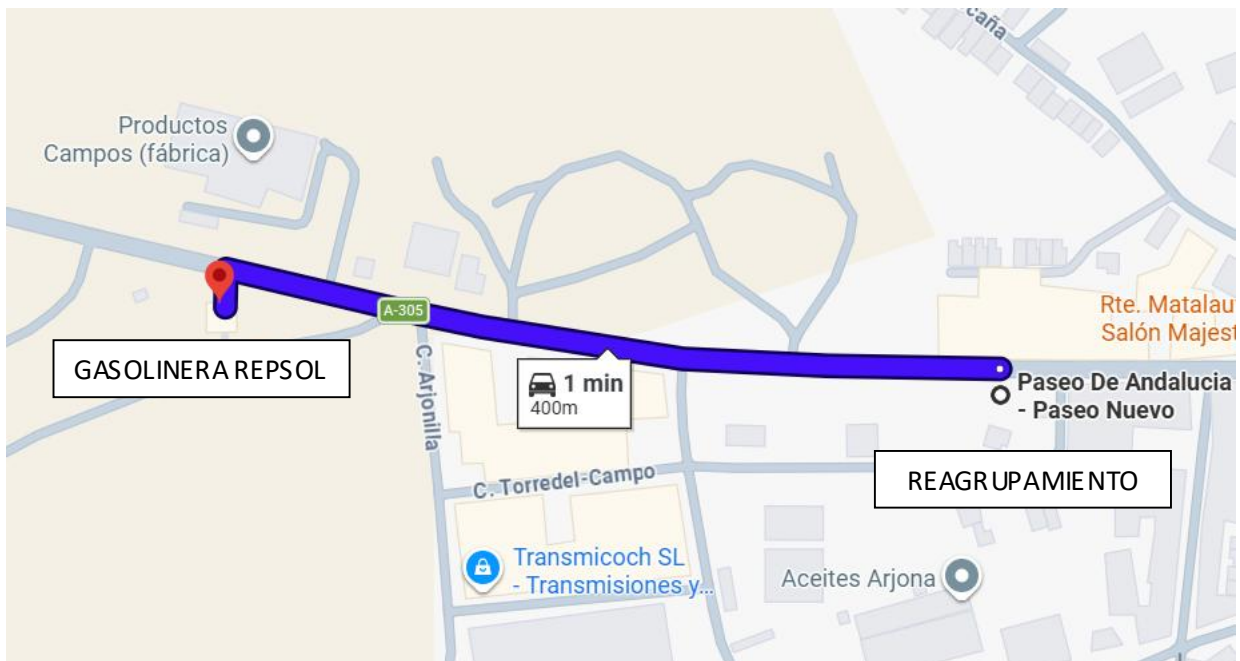 caña
Productos
Campos (fábrica)
A-305
GASOLINERA REPSOL
C. Arjonilla
1 min
400m
Rte. Matalau
Salón Majest
Paseo De Andalucia
- Paseo Nuevo
REAGRUPAMIENTO
C. Torredel-Campo
Transmicoch SL
- Transmisiones y...
Aceites Arjona